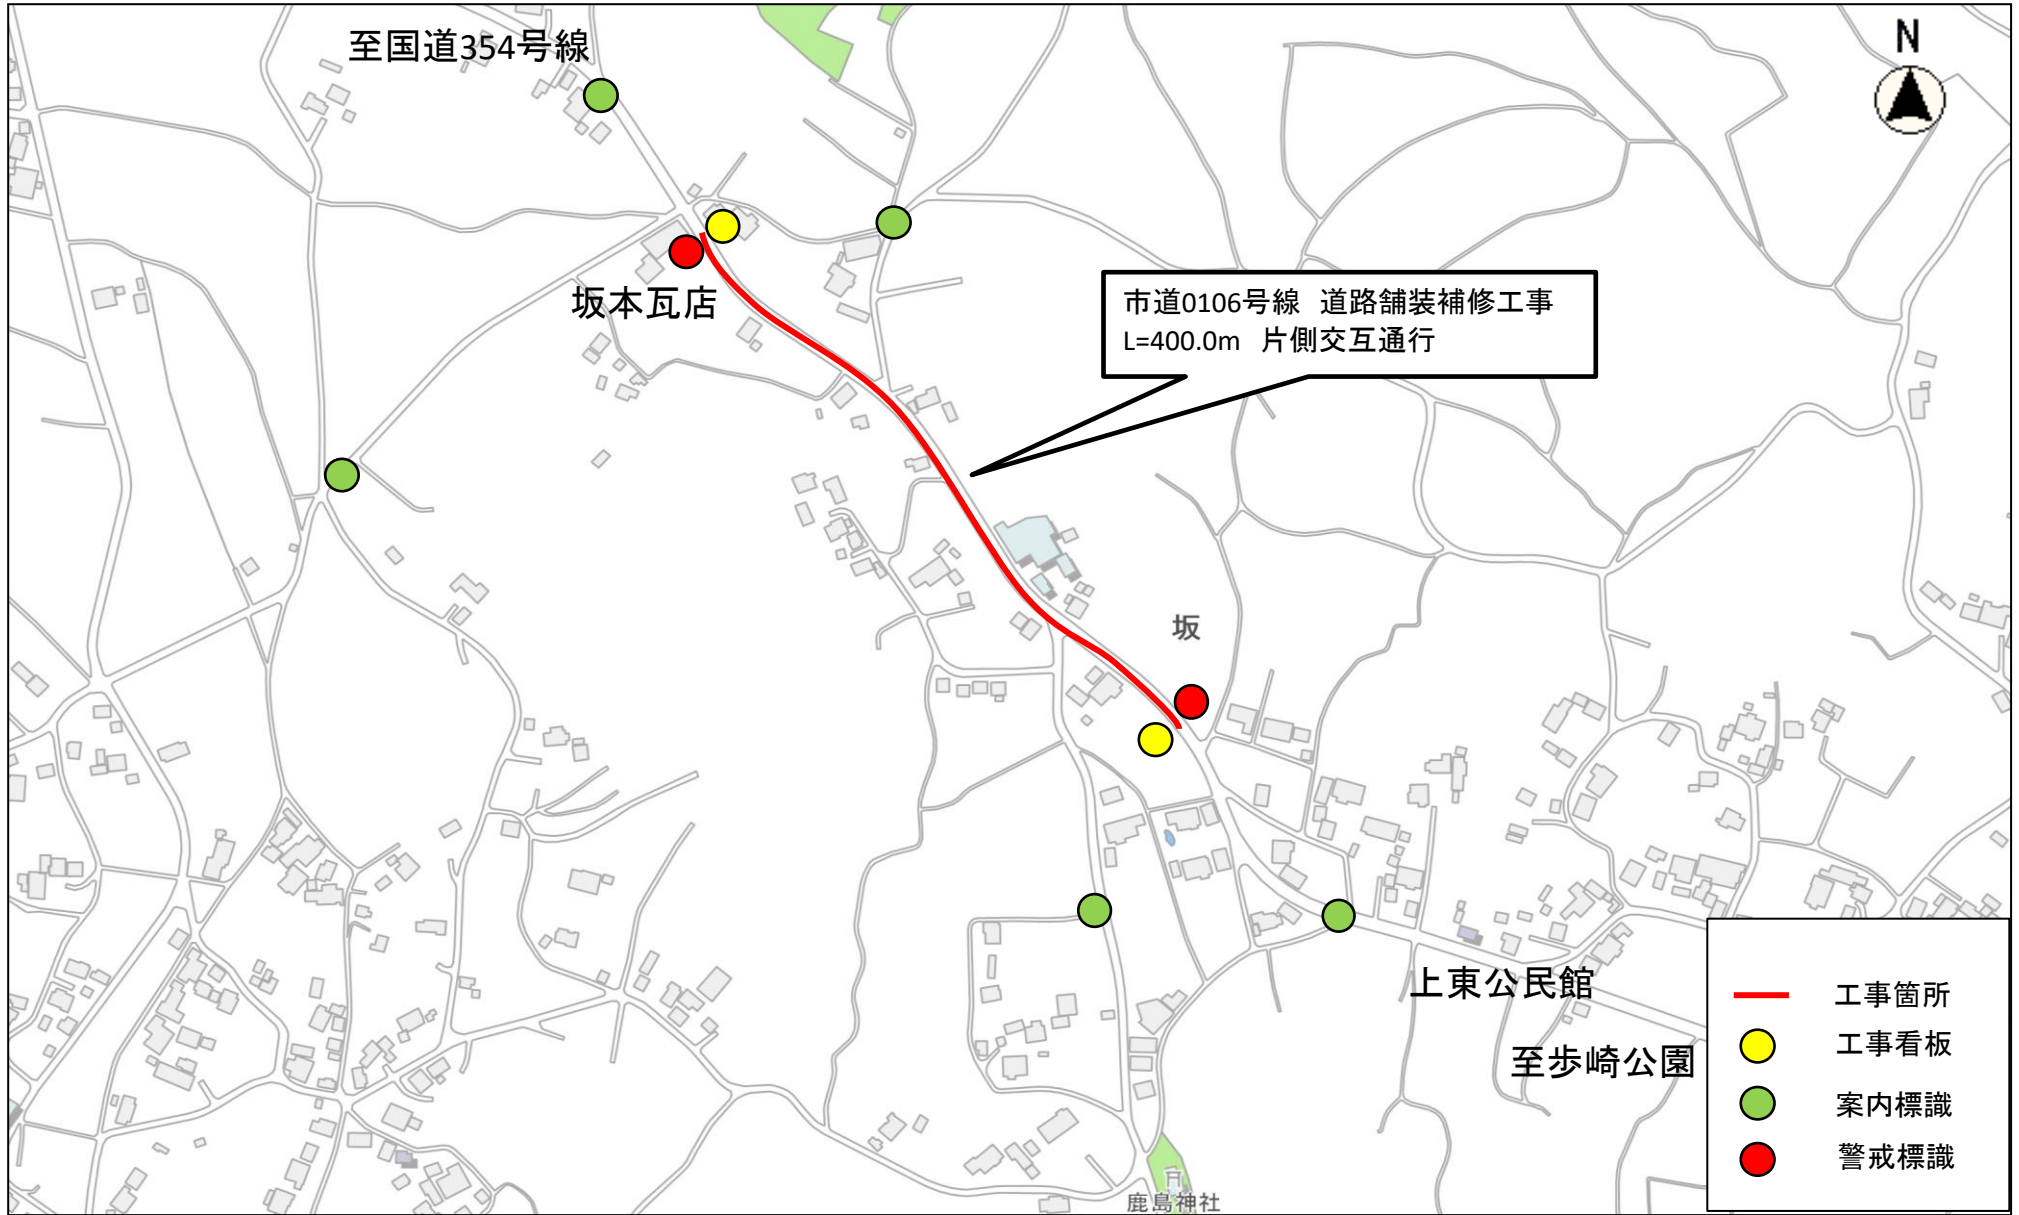 至国道354号線
N
坂本瓦店
市道0106号線 道路舗装補修工事
L=400.0m 片側交互通行
坂
上東公民館
至歩崎公園
鹿島神社
工事箇所
工事看板
案内標識
警戒標識